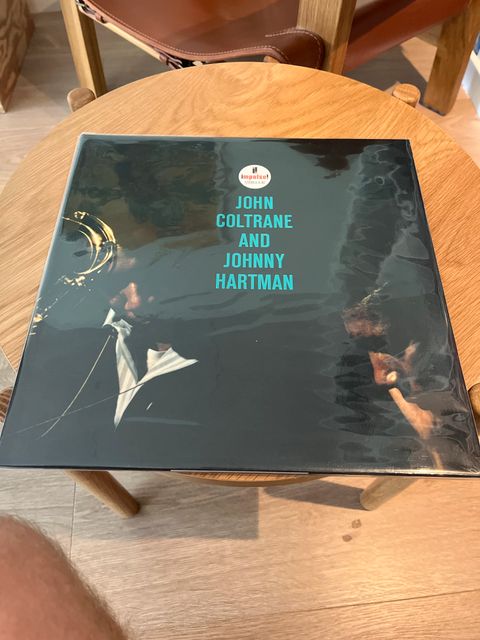 impulse!
JOHN
COLTRANE
AND
JOHNNY
HARTMAN